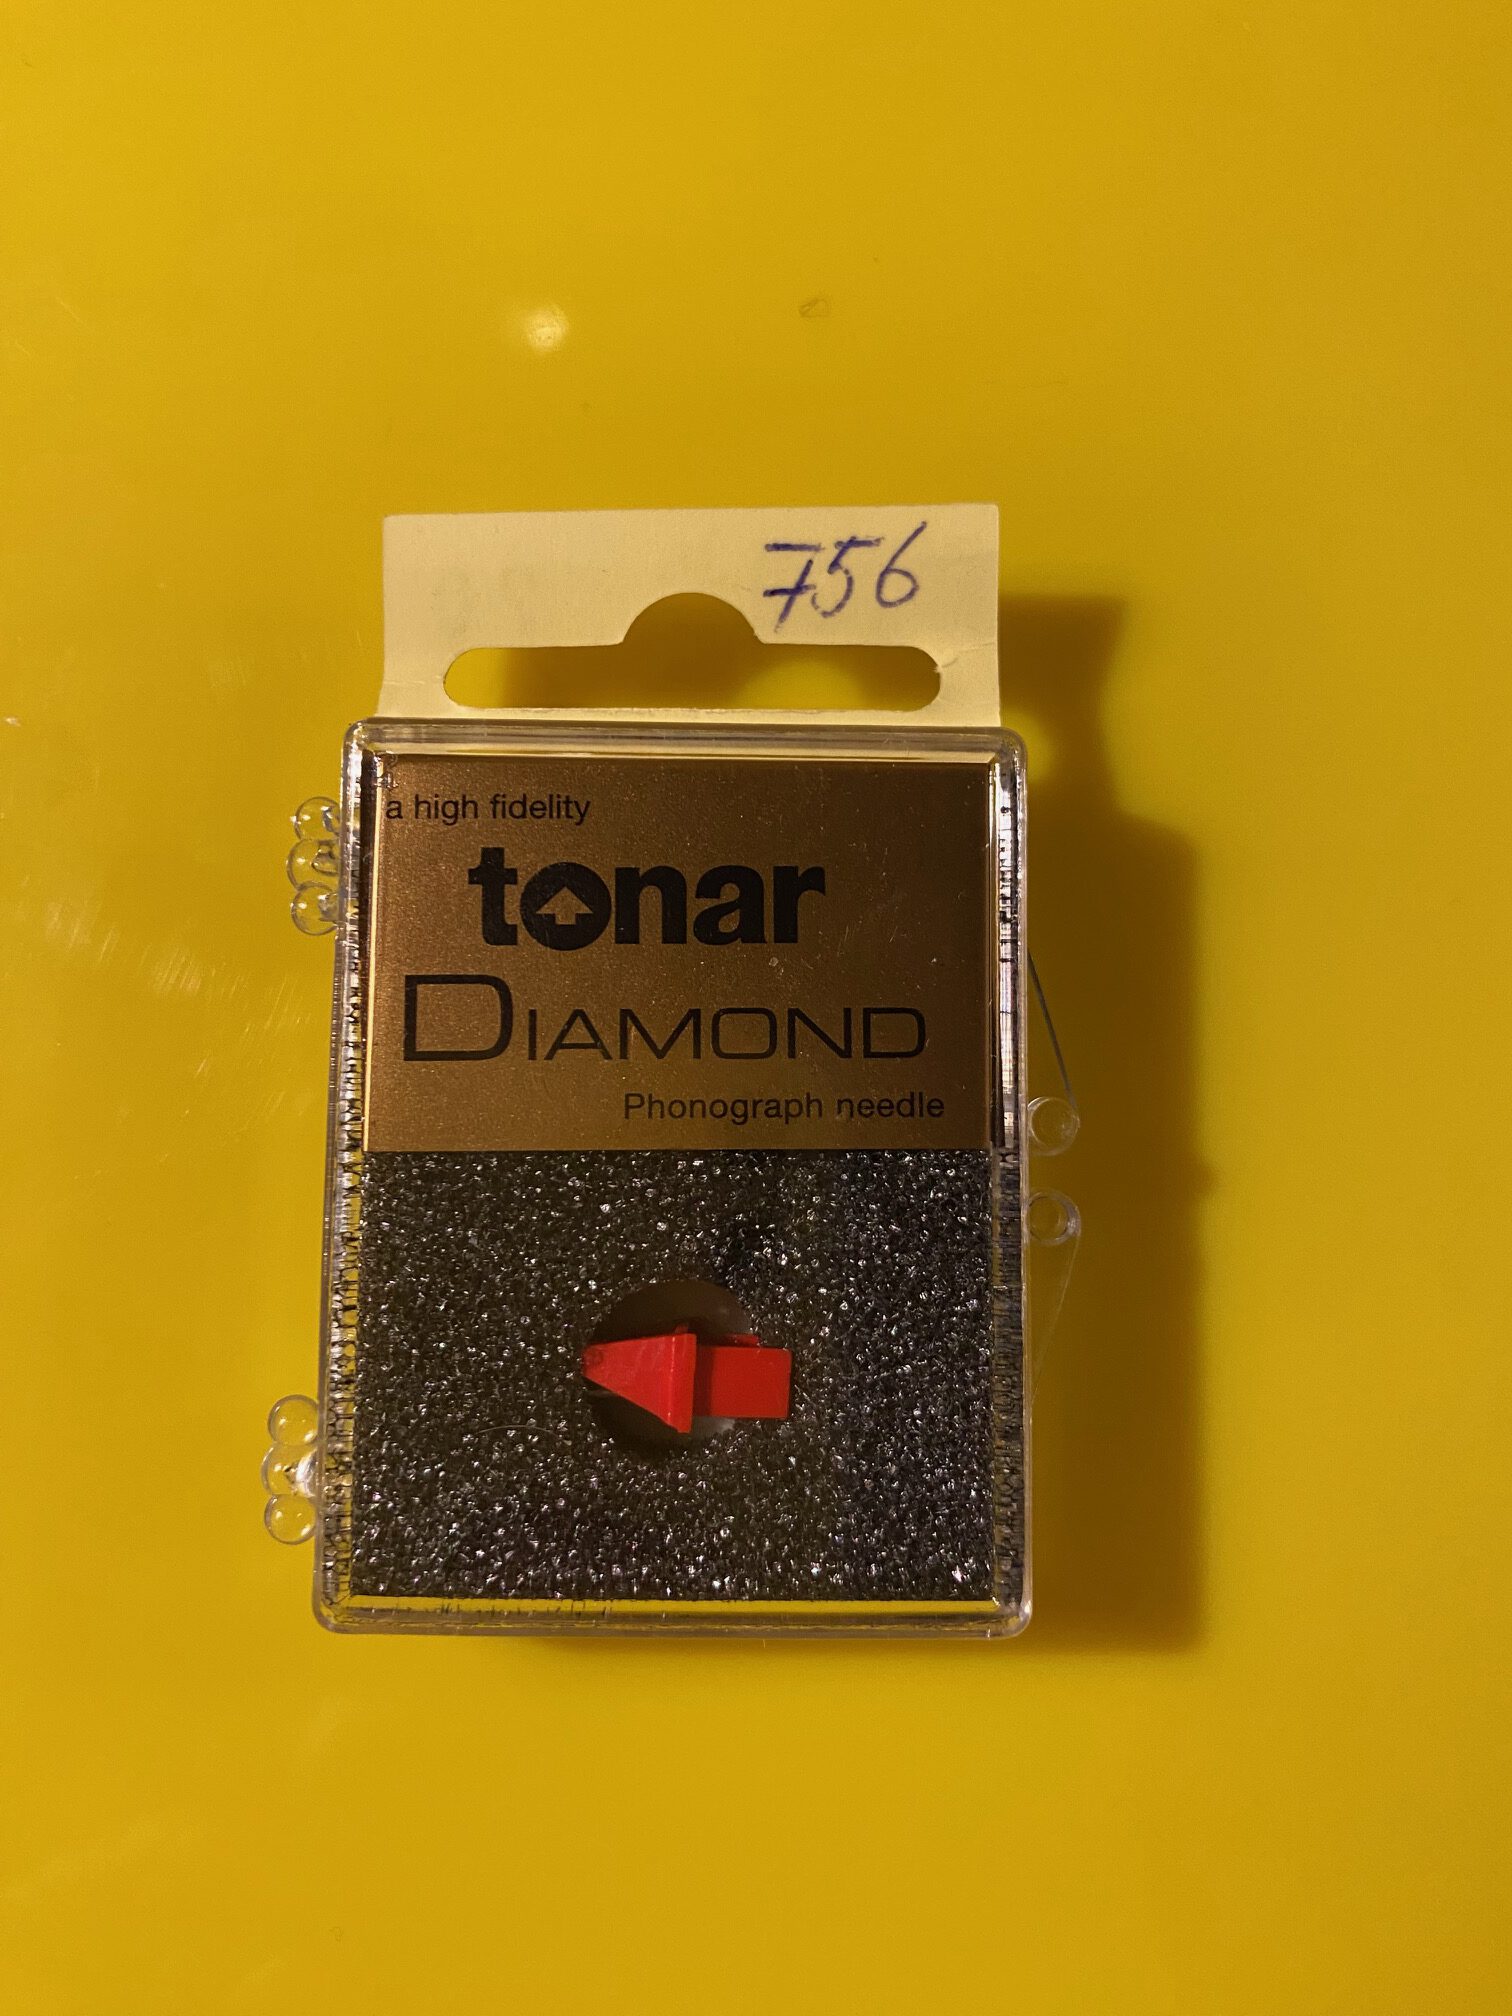 756
a high fidelity
tonar
DIAMOND
Phonograph needle